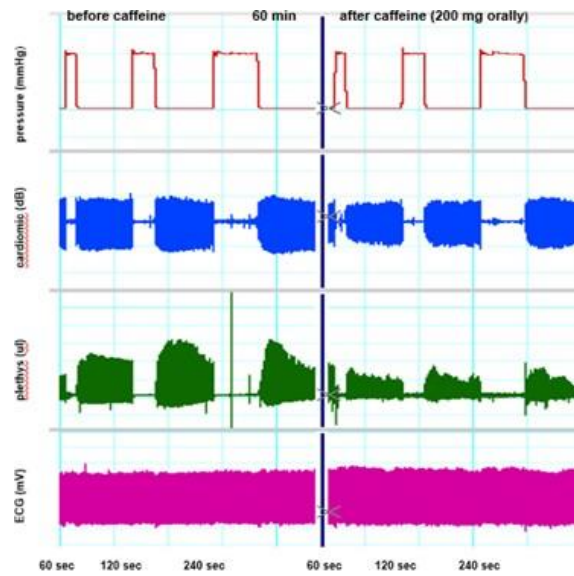 before caffeine 60 min after caffeine (200 mg orally)
pressure (mmHg)
cardiomic (dB)
plethys (ul)
ECG (mV)
60 sec 120 sec 240 sec 60 sec 120 sec 240 sec